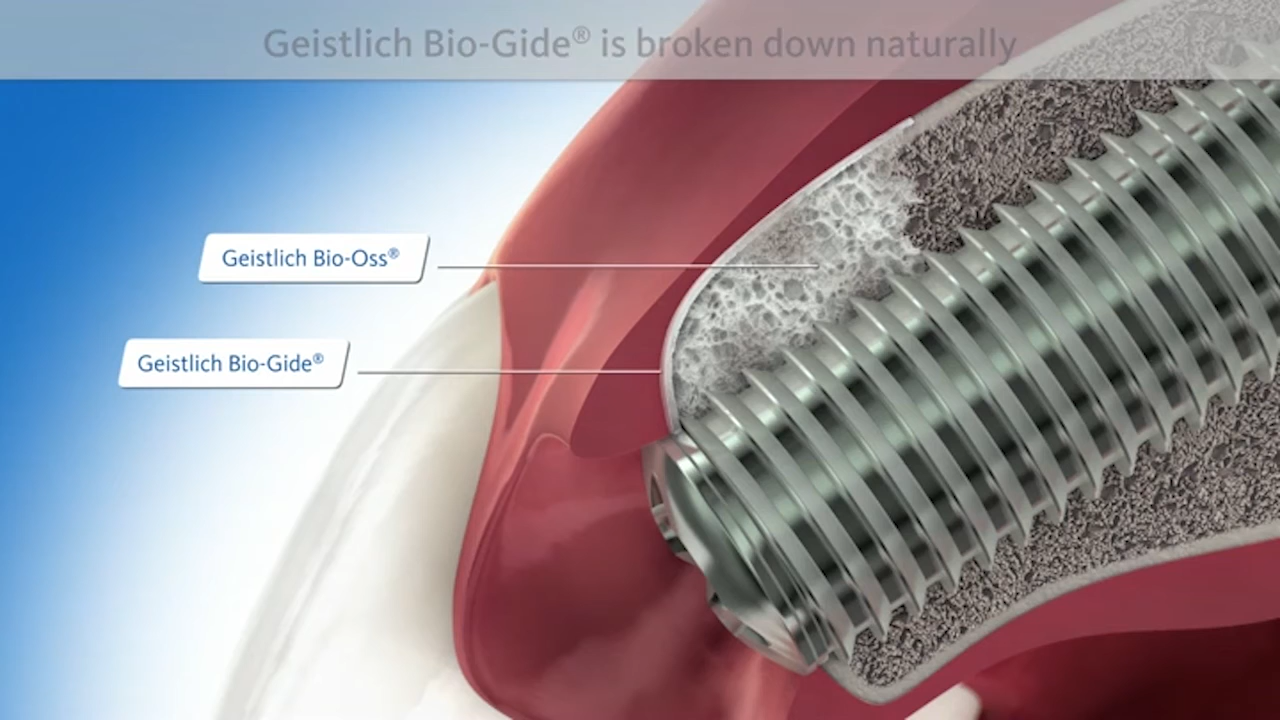 Geistlich Bio-Gide® is broken down naturally
Geistlich Bio-Oss®
Geistlich Bio-Gide®